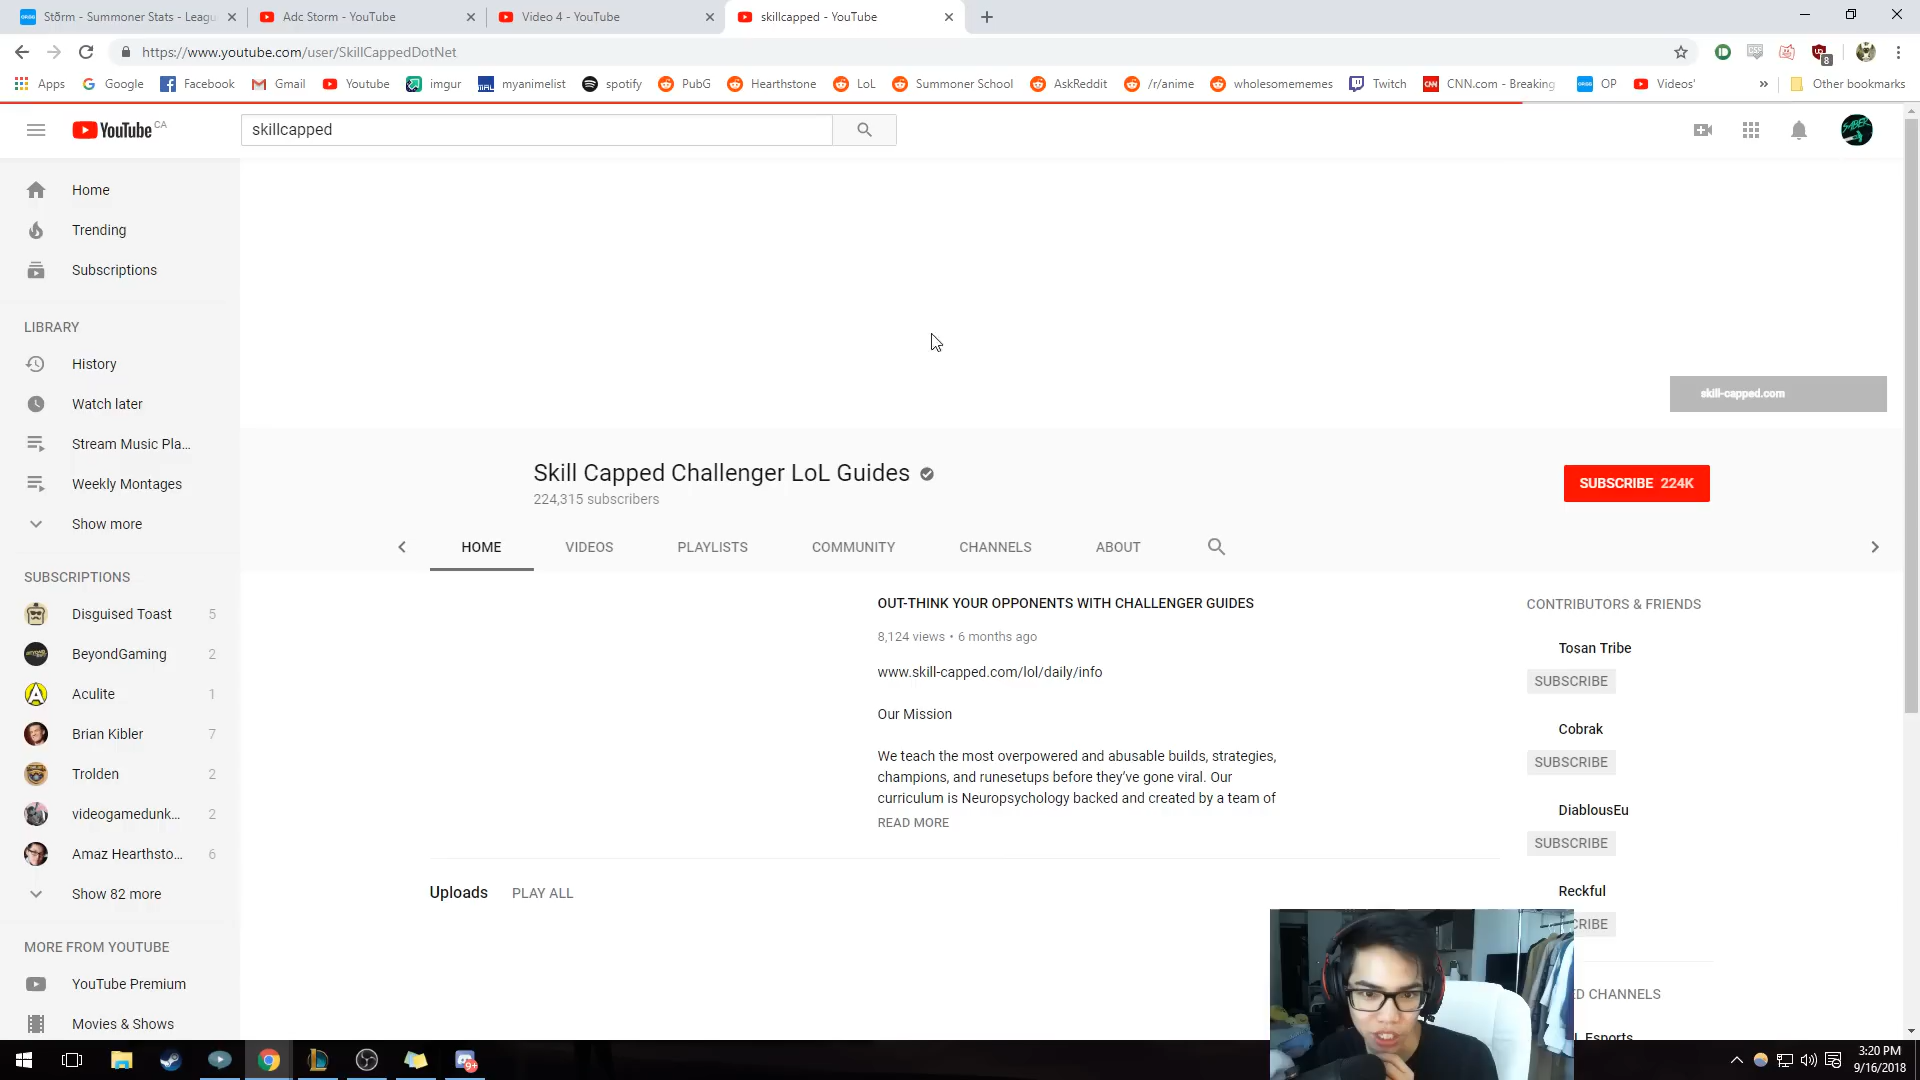 Stðrm - Summoner Stats - Leagu
Adc Storm - YouTube
Video 4 - YouTube
skillcapped - YouTube
https://www.youtube.com/user/SkillCappedDotNet
8
Apps
Google
Facebook
Gmail
Youtube
imgur
myanimelist
spotify
PubG
Hearthstone
LoL
Summoner School
AskReddit
/r/anime
wholesomememes
Twitch
CNN.com - Breaking
OP
Videos'
»
Other bookmarks
YouTube CA
skillcapped
Home
Trending
Subscriptions
LIBRARY
History
Watch later
Stream Music Pla...
Weekly Montages
Show more
SUBSCRIPTIONS
Disguised Toast 5
BeyondGaming 2
Aculite 1
Brian Kibler 7
Trolden 2
videogamedunk... 2
Amaz Hearthsto... 6
Show 82 more
MORE FROM YOUTUBE
YouTube Premium
Movies & Shows
skill-capped.com
Skill Capped Challenger LoL Guides
224,315 subscribers
SUBSCRIBE 224K
HOME
VIDEOS
PLAYLISTS
COMMUNITY
CHANNELS
ABOUT
OUT-THINK YOUR OPPONENTS WITH CHALLENGER GUIDES
8,124 views • 6 months ago
www.skill-capped.com/lol/daily/info
Our Mission
We teach the most overpowered and abusable builds, strategies,
champions, and runesetups before they've gone viral. Our
curriculum is Neuropsychology backed and created by a team of
READ MORE
Uploads
PLAY ALL
CONTRIBUTORS & FRIENDS
Tosan Tribe
SUBSCRIBE
Cobrak
SUBSCRIBE
DiablousEu
SUBSCRIBE
Reckful
CRIBE
D CHANNELS
L Esports
9+
3:20 PM
9/16/2018